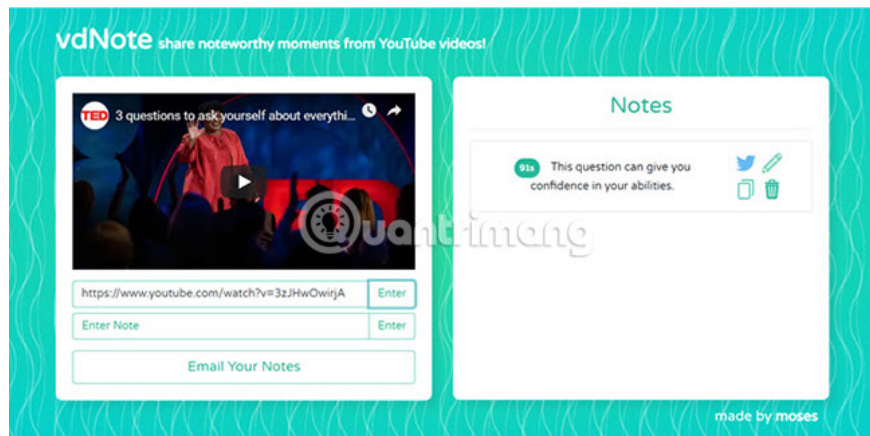 vdNote share noteworthy moments from YouTube videos!
TED 3 questions to ask yourself about everythi...
https://www.youtube.com/watch?v=3zJHwOwirjA Enter
Enter Note Enter
Email Your Notes
Notes
91s This question can give you
confidence in your abilities.
Quantrimang
made by moses